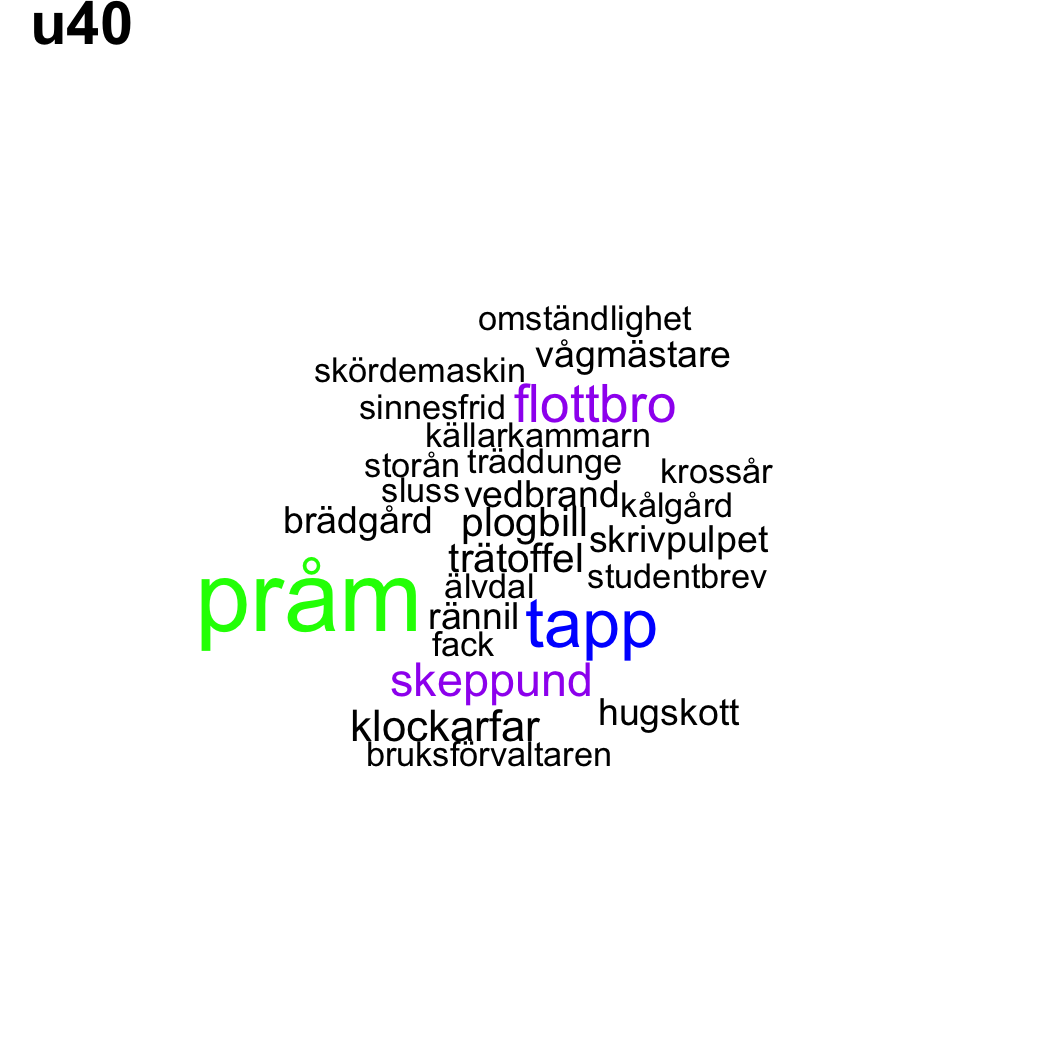 u40
omständlighet
vågmästare
skördemaskin
flottbro
sinnesfrid
källarkammarn
storån träddunge
krossår
sluss vedbrand
kålgård
brädgård plogbill
skrivpulpet
trätoffel
studentbrev
älvdal
pråm
rännil tapp
fack
skeppund
hugskott
klockarfar
bruksförvaltaren